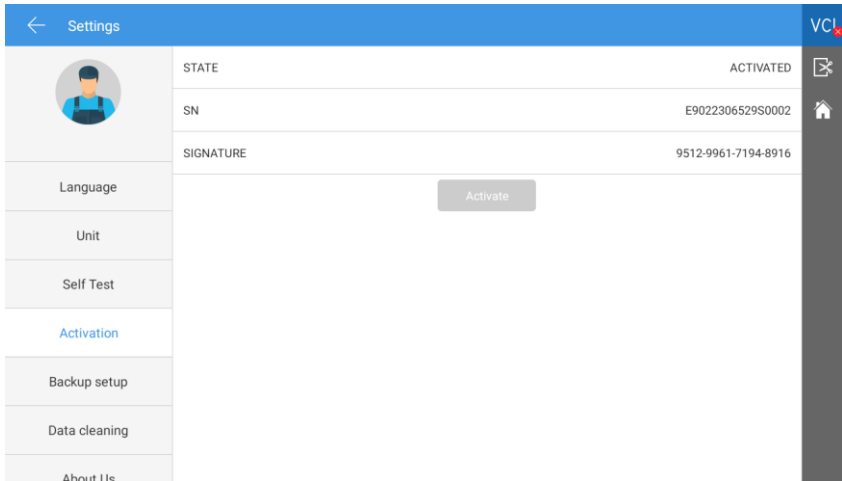 Settings
VCI
STATE ACTIVATED
SN E9022306529S0002
SIGNATURE 9512-9961-7194-8916
Activate
Language
Unit
Self Test
Activation
Backup setup
Data cleaning
About Us